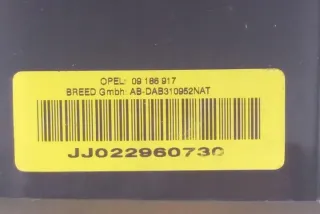 OPEL: 09 186 917
BREED Gmbh: AB-DAB310952NAT
JJ022960730